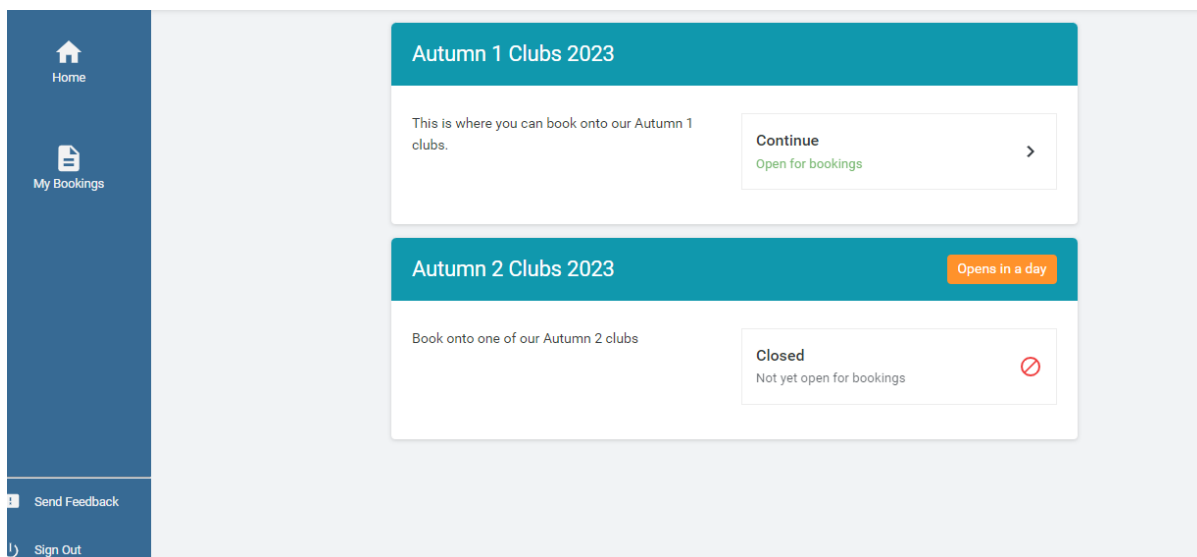 Home
My Bookings
Send Feedback
Sign Out
Autumn 1 Clubs 2023
This is where you can book onto our Autumn 1
clubs.
Continue
Open for bookings
Autumn 2 Clubs 2023
Opens in a day
Book onto one of our Autumn 2 clubs
Closed
Not yet open for bookings